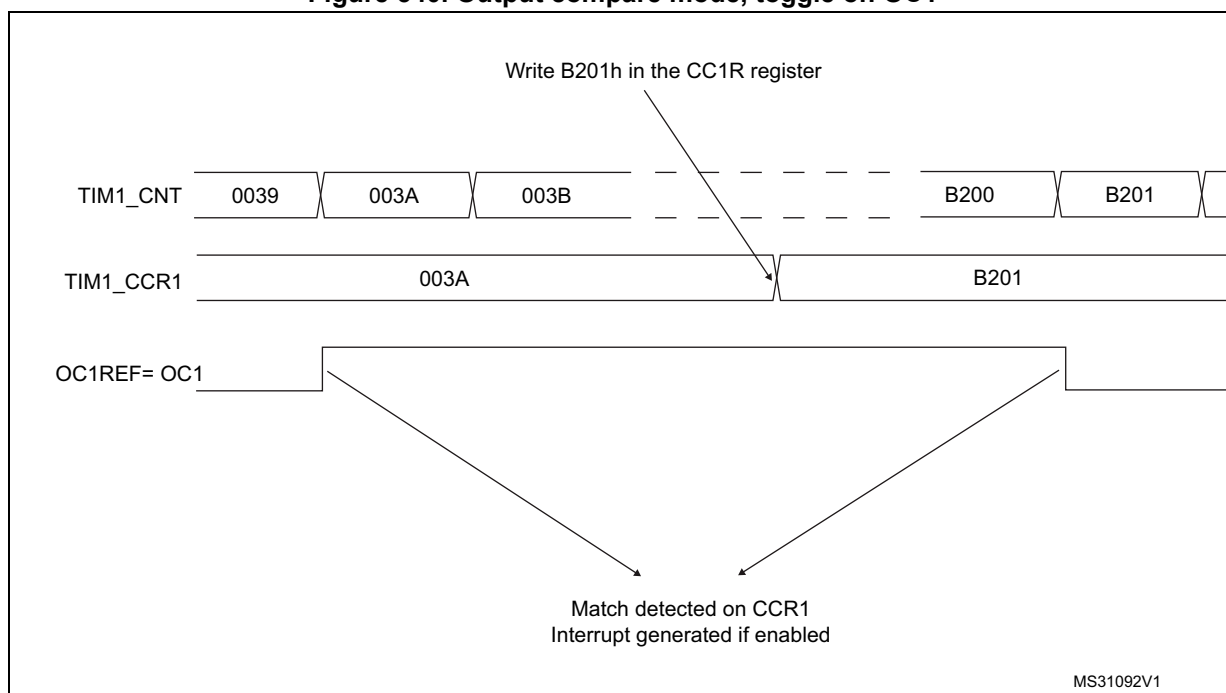 Write B201h in the CC1R register
TIM1_CNT 0039 003A 003B B200 B201
TIM1_CCR1 003A B201
OC1REF= OC1
Match detected on CCR1
Interrupt generated if enabled
MS31092V1